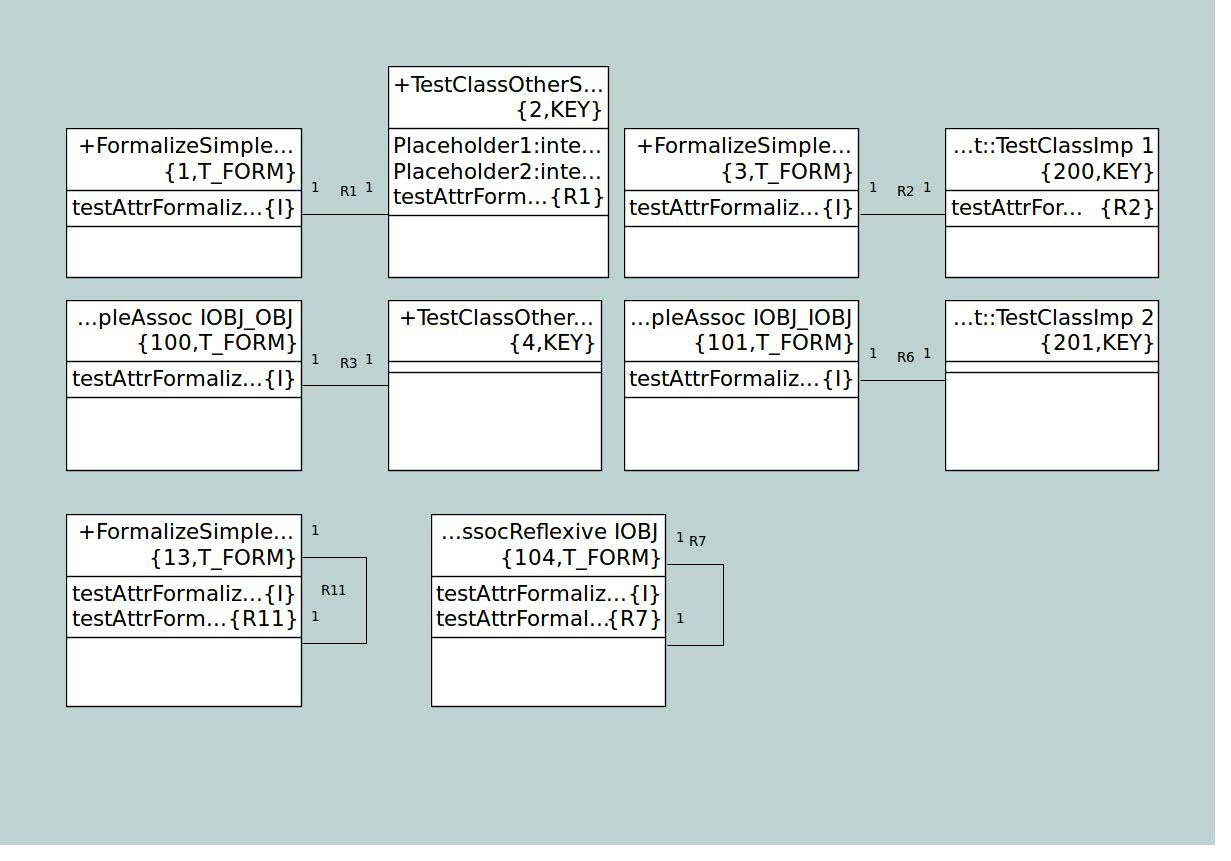 +TestClassOtherS...
{2,KEY}
Placeholder1:inte...
Placeholder2:inte...
testAttrForm...{R1}
+FormalizeSimple...
{1,T_FORM}
testAttrFormaliz...{I}
1 R1 1
+FormalizeSimple...
{3,T_FORM}
testAttrFormaliz...{I}
1 R2 1
...t::TestClassImp 1
{200,KEY}
testAttrFor... {R2}
...pleAssoc IOBJ_OBJ
{100,T_FORM}
testAttrFormaliz...{I}
1 R3 1
+TestClassOther...
{4,KEY}
...pleAssoc IOBJ_IOBJ
{101,T_FORM}
testAttrFormaliz...{I}
1 R6 1
...t::TestClassImp 2
{201,KEY}
+FormalizeSimple...
{13,T_FORM}
testAttrFormaliz...{I}
testAttrForm...{R11}
1
R11
1
...ssocReflexive IOBJ
{104,T_FORM}
testAttrFormaliz...{I}
testAttrFormal...{R7}
1 R7
1